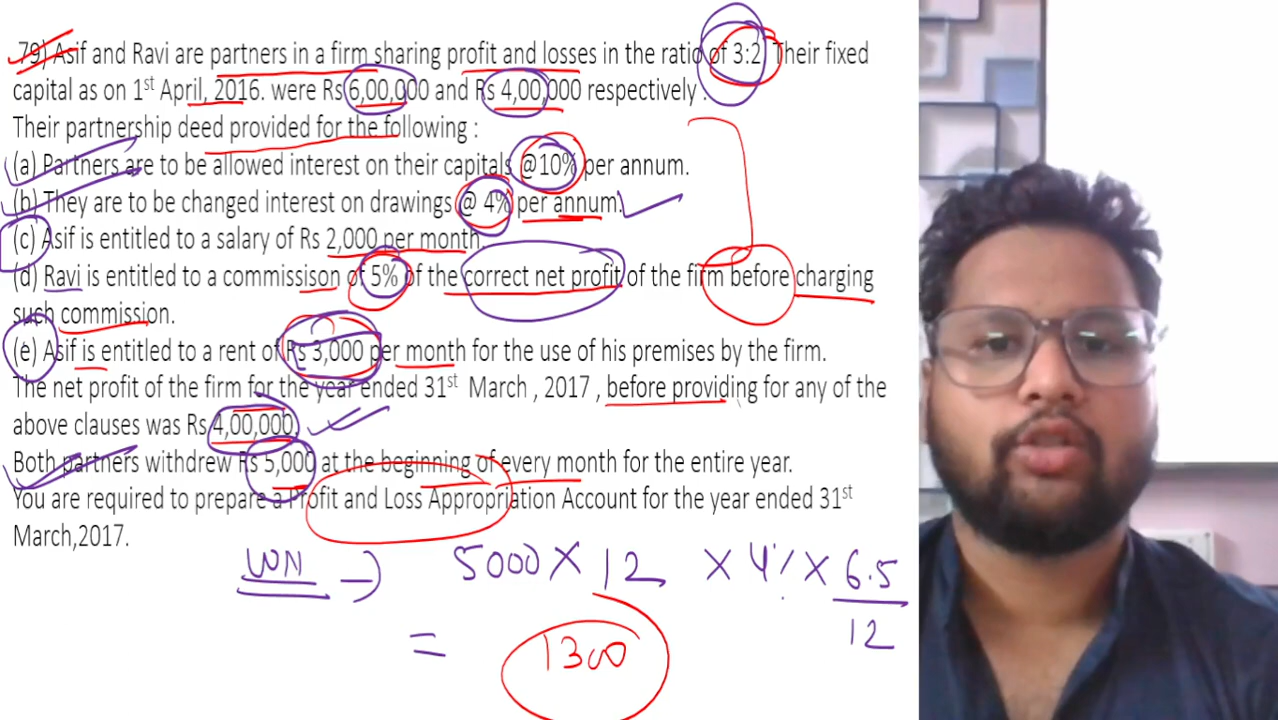 79) Asif and Ravi are partners in a firm sharing profit and losses in the ratio of 3:2. Their fixed
capital as on 1st April, 2016. were Rs 6,00,000 and Rs 4,00,000 respectively .
Their partnership deed provided for the following :
(a) Partners are to be allowed interest on their capitals @10% per annum.
(b) They are to be changed interest on drawings @ 4% per annum.
(c) Asif is entitled to a salary of Rs 2,000 per month.
(d) Ravi is entitled to a commissison of 5% of the correct net profit of the firm before charging
such commission.
(e) Asif is entitled to a rent of Rs 3,000 per month for the use of his premises by the firm.
The net profit of the firm for the year ended 31st March , 2017 , before providing for any of the
above clauses was Rs 4,00,000.
Both partners withdrew Rs 5,000 at the beginning of every month for the entire year.
You are required to prepare a Profit and Loss Appropriation Account for the year ended 31st
March,2017.
WN → 5000 X 12 X 4% X 6.5/12
= 1300